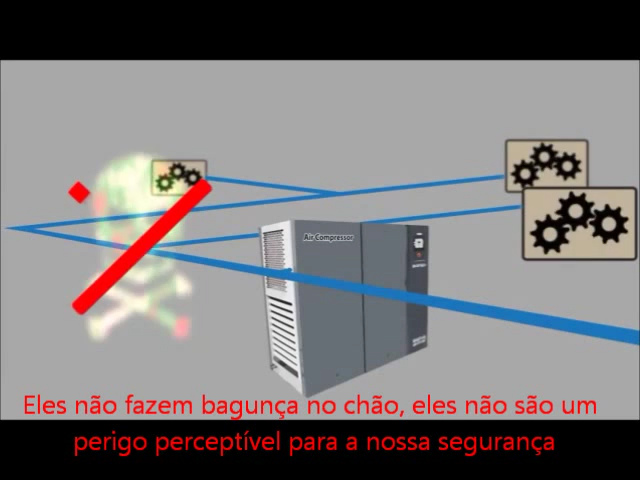 Air Compressor
Eles não fazem bagunça no chão, eles não são um
perigo perceptível para a nossa segurança